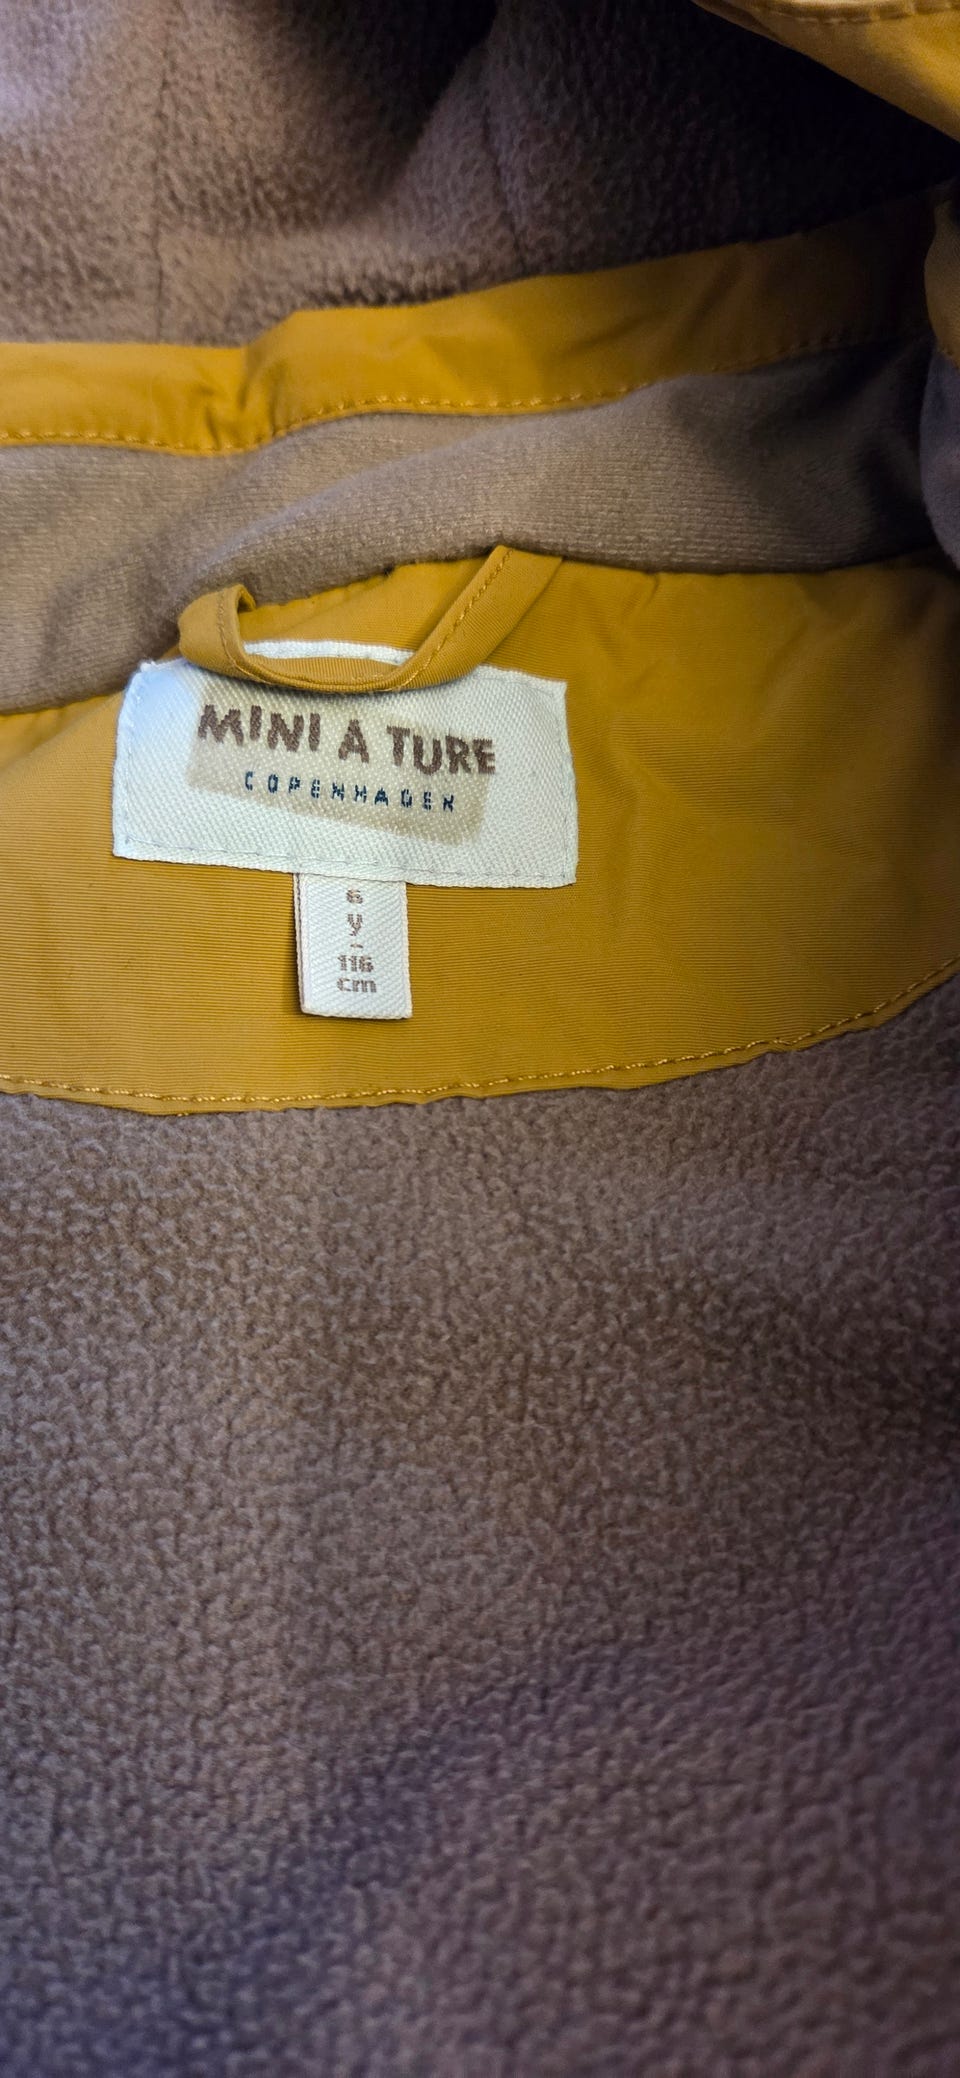 MINI A TURE
COPENHAGEN
6
y
-
116
cm